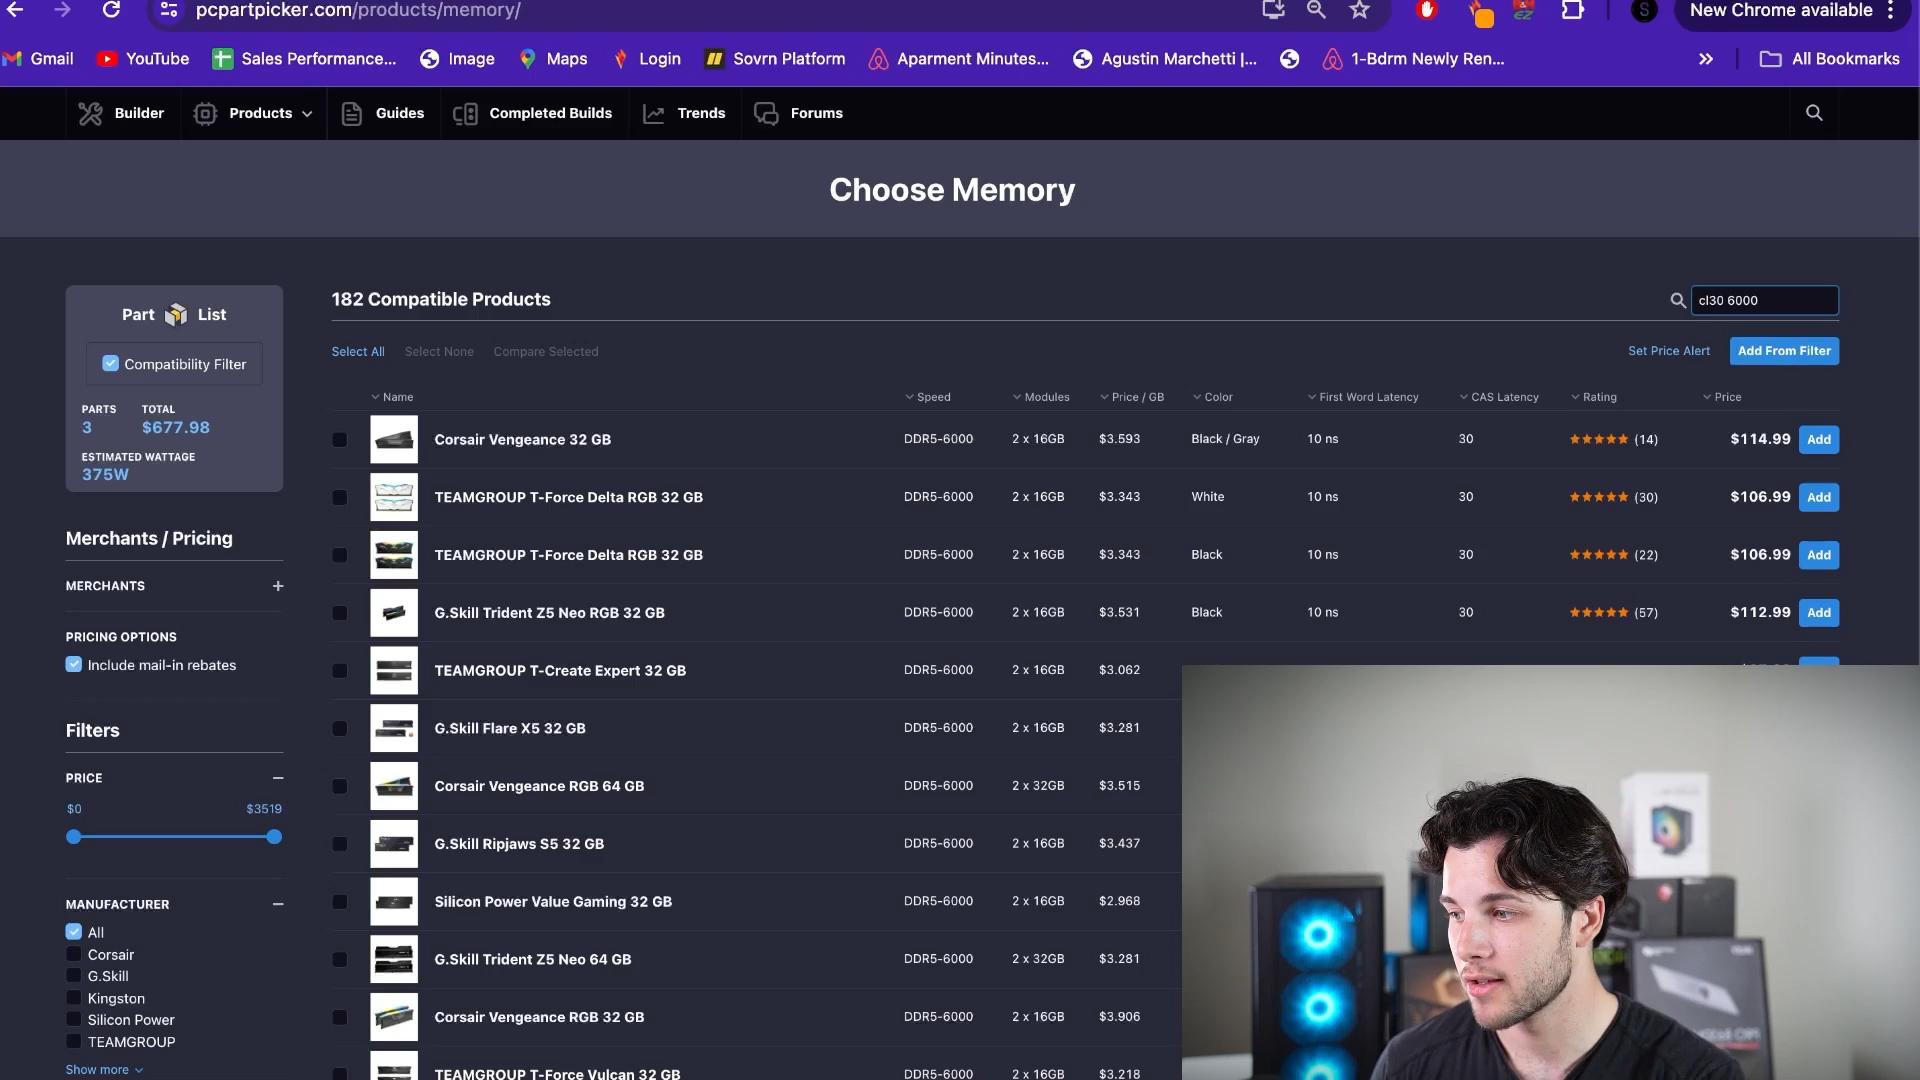 pcpartpicker.com/products/memory/
S
New Chrome available
Gmail
YouTube
Sales Performance...
Image
Maps
Login
Sovrn Platform
Aparment Minutes...
Agustin Marchetti |...
1-Bdrm Newly Ren...
All Bookmarks
Builder
Products
Guides
Completed Builds
Trends
Forums
Choose Memory
Part List
Compatibility Filter
PARTS TOTAL
3 $677.98
ESTIMATED WATTAGE
375W
Merchants / Pricing
MERCHANTS
PRICING OPTIONS
Include mail-in rebates
Filters
PRICE
$0 $3519
MANUFACTURER
All
Corsair
G.Skill
Kingston
Silicon Power
TEAMGROUP
Show more
182 Compatible Products
cl30 6000
Select All Select None Compare Selected
Set Price Alert Add From Filter
Name Speed Modules Price / GB Color First Word Latency CAS Latency Rating Price
Corsair Vengeance 32 GB DDR5-6000 2 x 16GB $3.593 Black / Gray 10 ns 30 (14) $114.99 Add
TEAMGROUP T-Force Delta RGB 32 GB DDR5-6000 2 x 16GB $3.343 White 10 ns 30 (30) $106.99 Add
TEAMGROUP T-Force Delta RGB 32 GB DDR5-6000 2 x 16GB $3.343 Black 10 ns 30 (22) $106.99 Add
G.Skill Trident Z5 Neo RGB 32 GB DDR5-6000 2 x 16GB $3.531 Black 10 ns 30 (57) $112.99 Add
TEAMGROUP T-Create Expert 32 GB DDR5-6000 2 x 16GB $3.062
G.Skill Flare X5 32 GB DDR5-6000 2 x 16GB $3.281
Corsair Vengeance RGB 64 GB DDR5-6000 2 x 32GB $3.515
G.Skill Ripjaws S5 32 GB DDR5-6000 2 x 16GB $3.437
Silicon Power Value Gaming 32 GB DDR5-6000 2 x 16GB $2.968
G.Skill Trident Z5 Neo 64 GB DDR5-6000 2 x 32GB $3.281
Corsair Vengeance RGB 32 GB DDR5-6000 2 x 16GB $3.906
TEAMGROUP T-Force Vulcan 32 GB DDR5-6000 2 x 16GB $3.218